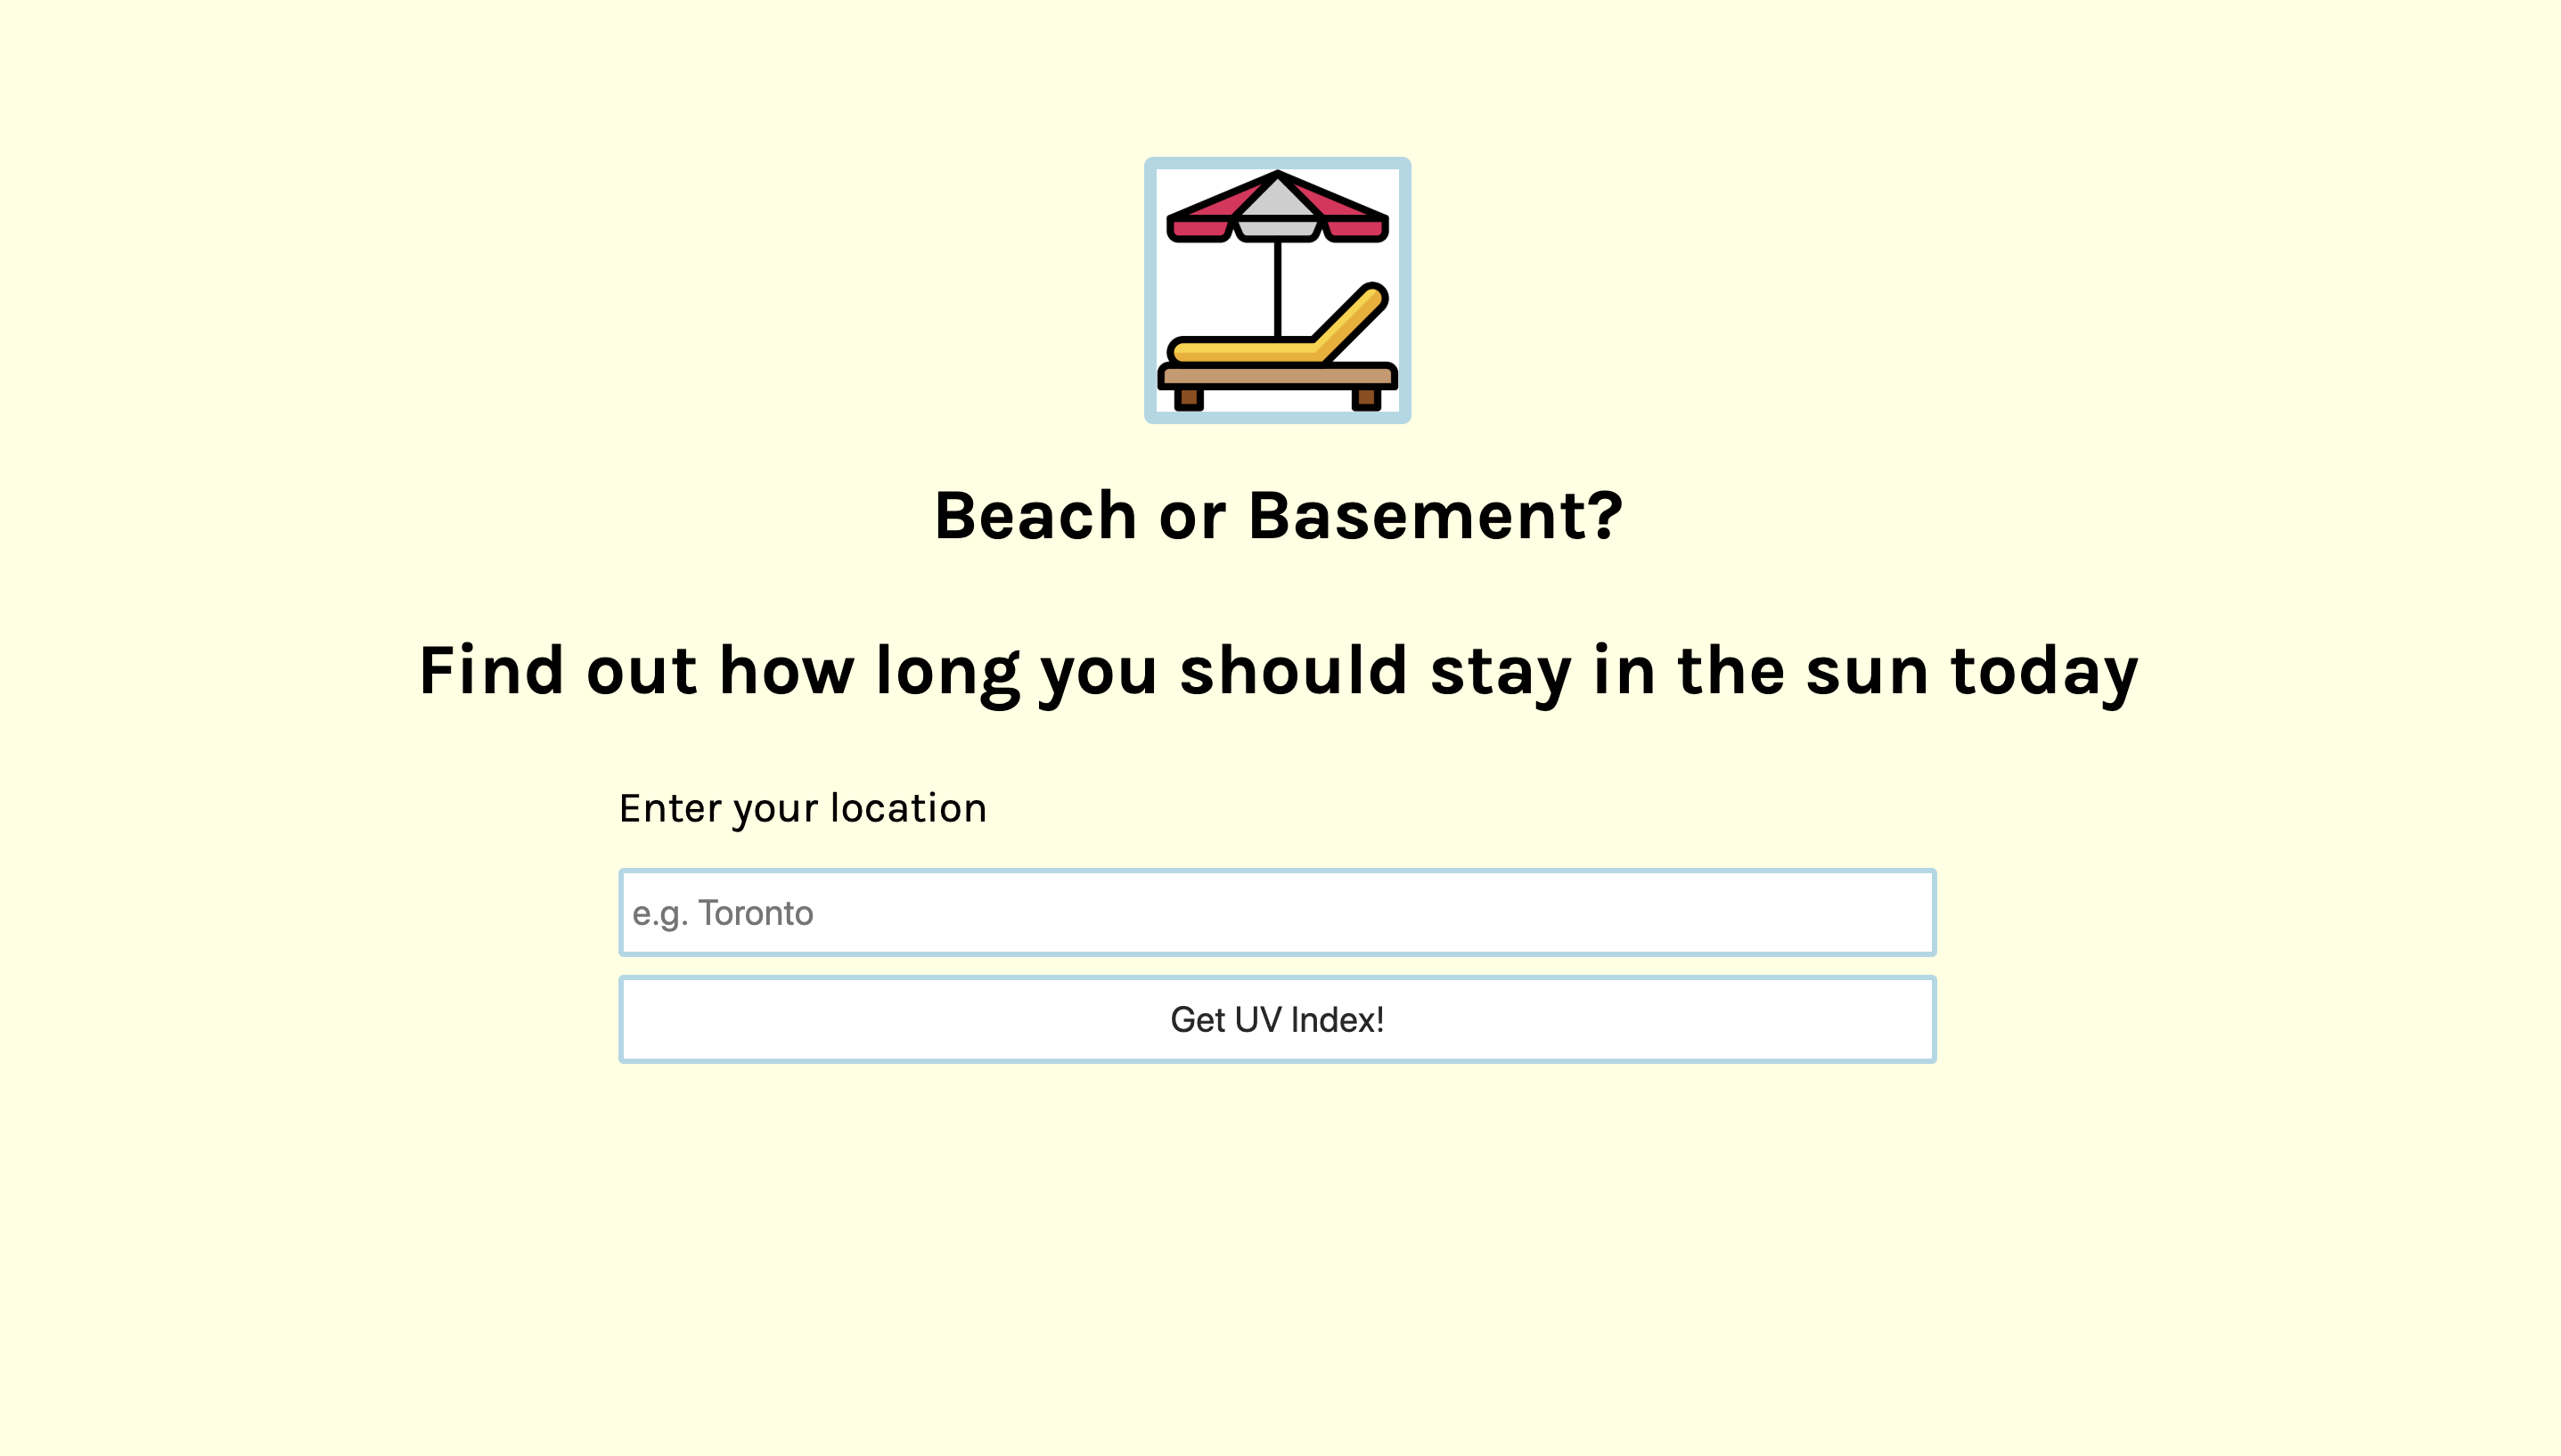 Beach or Basement?
Find out how long you should stay in the sun today
Enter your location
e.g. Toronto
Get UV Index!